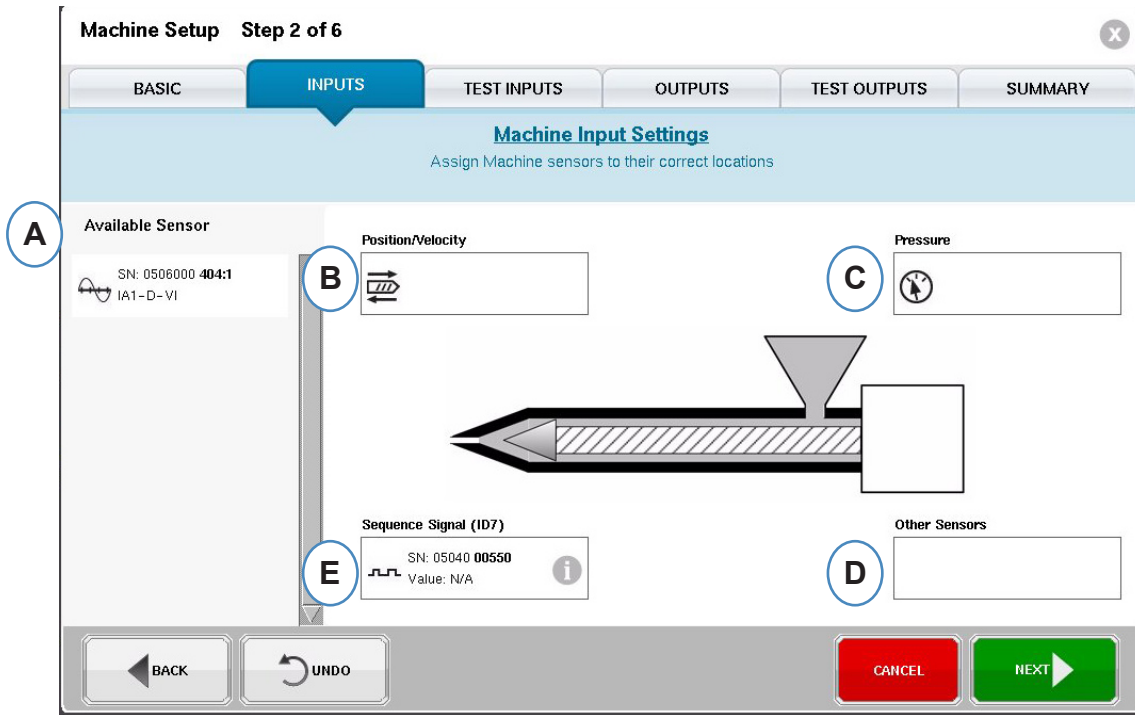 Machine Setup Step 2 of 6
X
BASIC
INPUTS
TEST INPUTS
OUTPUTS
TEST OUTPUTS
SUMMARY
Machine Input Settings
Assign Machine sensors to their correct locations
A
Available Sensor
SN: 0506000 404:1
IA1-D-VI
Position/Velocity
B
Pressure
C
Sequence Signal (ID7)
E
SN: 05040 00550
Value: N/A
i
Other Sensors
D
BACK
UNDO
CANCEL
NEXT